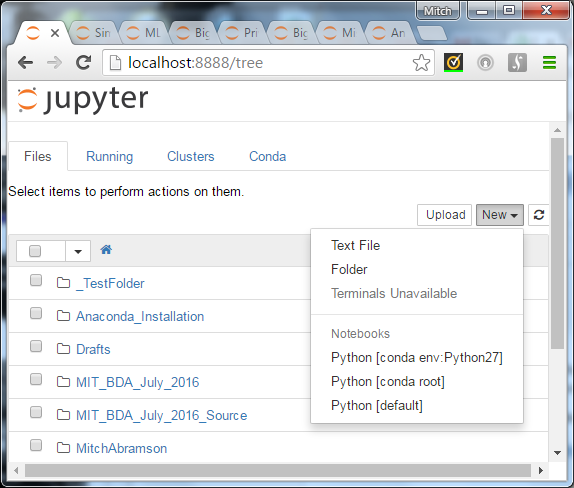 Mitch
Sin
ML
Big
Pri
Big
Mi
An
localhost:8888/tree
jupyter
Files Running Clusters Conda
Select items to perform actions on them.
Upload New
Text File
Folder
Terminals Unavailable
Notebooks
Python [conda env:Python27]
Python [conda root]
Python [default]
_TestFolder
Anaconda_Installation
Drafts
MIT_BDA_July_2016
MIT_BDA_July_2016_Source
MitchAbramson